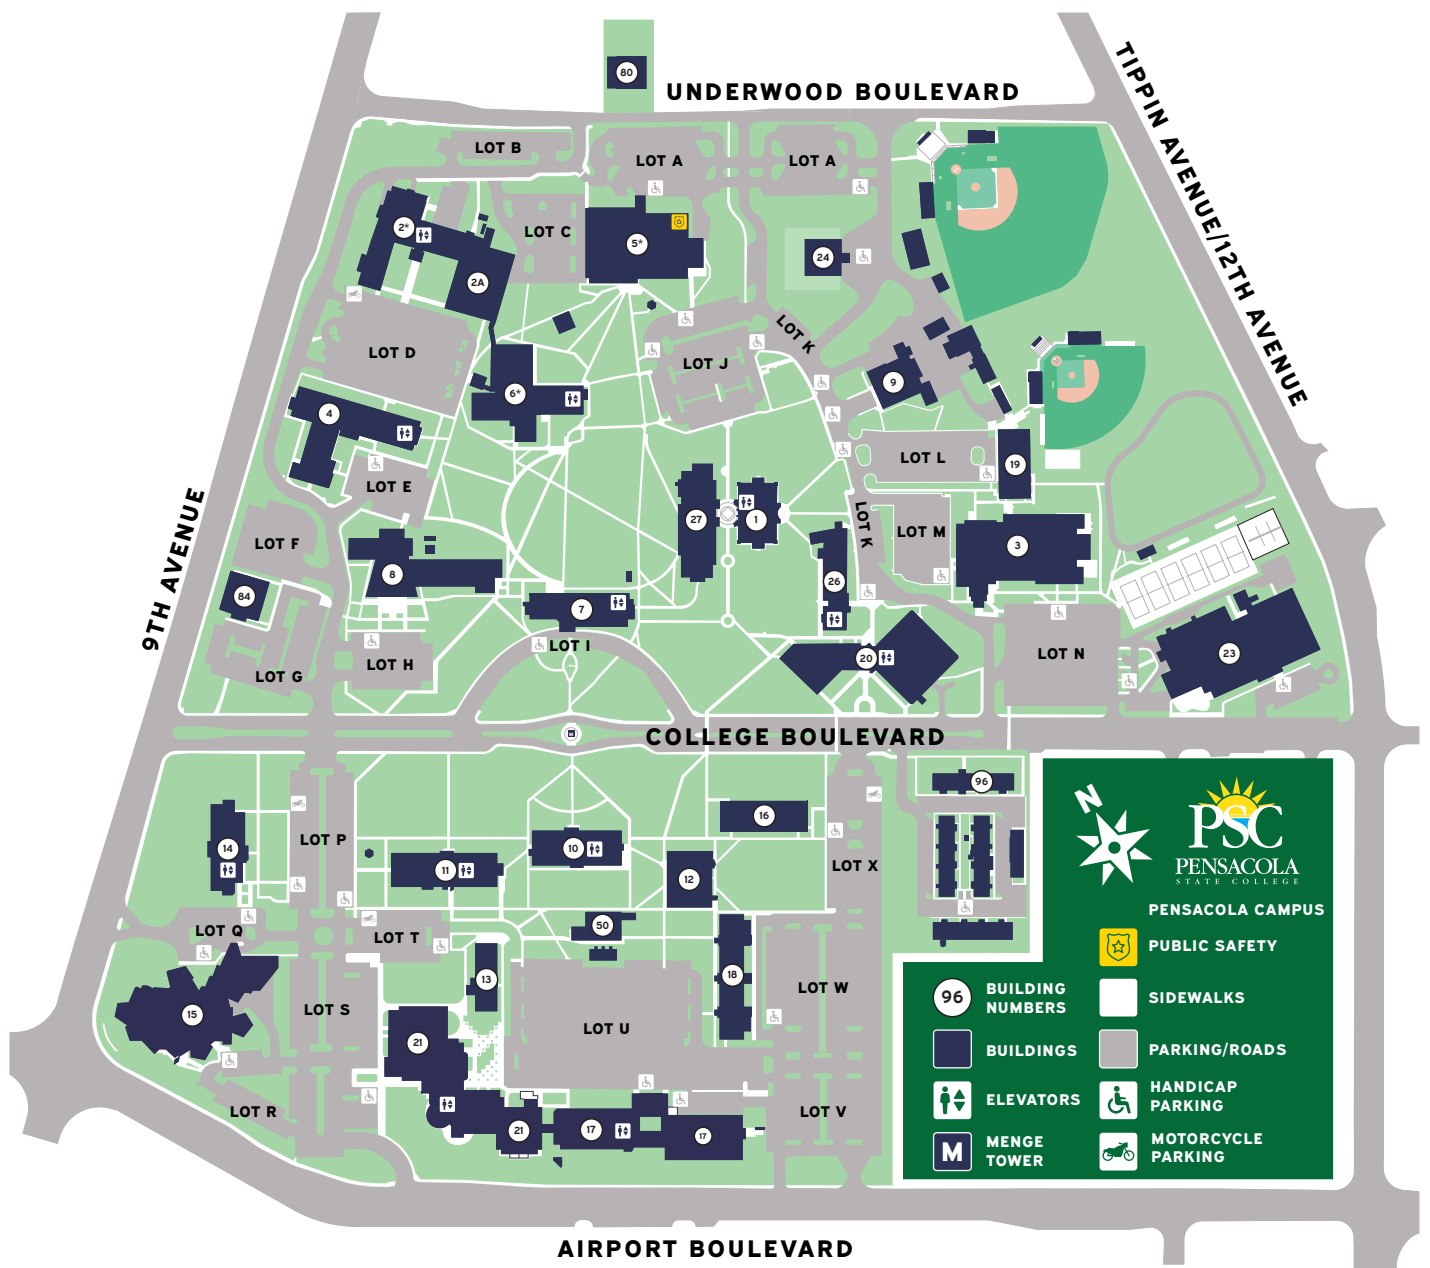 80
UNDERWOOD BOULEVARD
TIPPIN AVENUE/12TH AVENUE
LOT B
LOT A
LOT A
2*
LOT C
5*
24
2A
LOT K
LOT D
LOT J
9
6*
4
LOT L
19
LOT E
27
1
LOT K
LOT M
3
LOT F
8
26
84
7
9TH AVENUE
LOT I
LOT H
20
LOT N
23
LOT G
M
COLLEGE BOULEVARD
96
16
14
LOT P
10
11
LOT X
12
LOT Q
LOT T
50
13
18
LOT W
15
LOT S
LOT U
21
LOT R
LOT V
21
17
17
AIRPORT BOULEVARD
N
PSC
PENSACOLA
STATE COLLEGE
PENSACOLA CAMPUS
PUBLIC SAFETY
96
BUILDING
NUMBERS
SIDEWALKS
BUILDINGS
PARKING/ROADS
ELEVATORS
HANDICAP
PARKING
M
MENGE
TOWER
MOTORCYCLE
PARKING